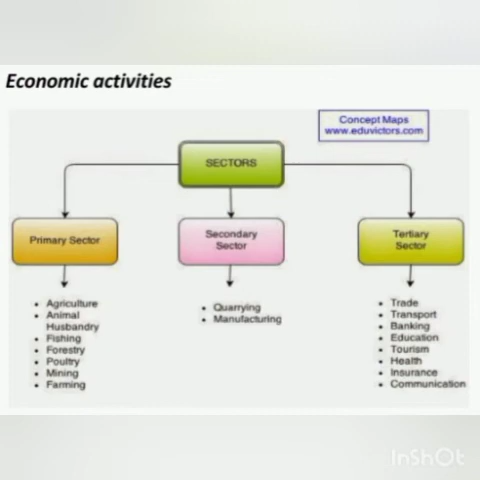 Economic activities
Concept Maps
www.eduvictors.com
SECTORS
Primary Sector
Secondary
Sector
Tertiary
Sector
• Agriculture
• Animal
Husbandry
• Fishing
• Forestry
• Poultry
• Mining
• Farming
• Quarrying
• Manufacturing
• Trade
• Transport
• Banking
• Education
• Tourism
• Health
• Insurance
• Communication
InShOt